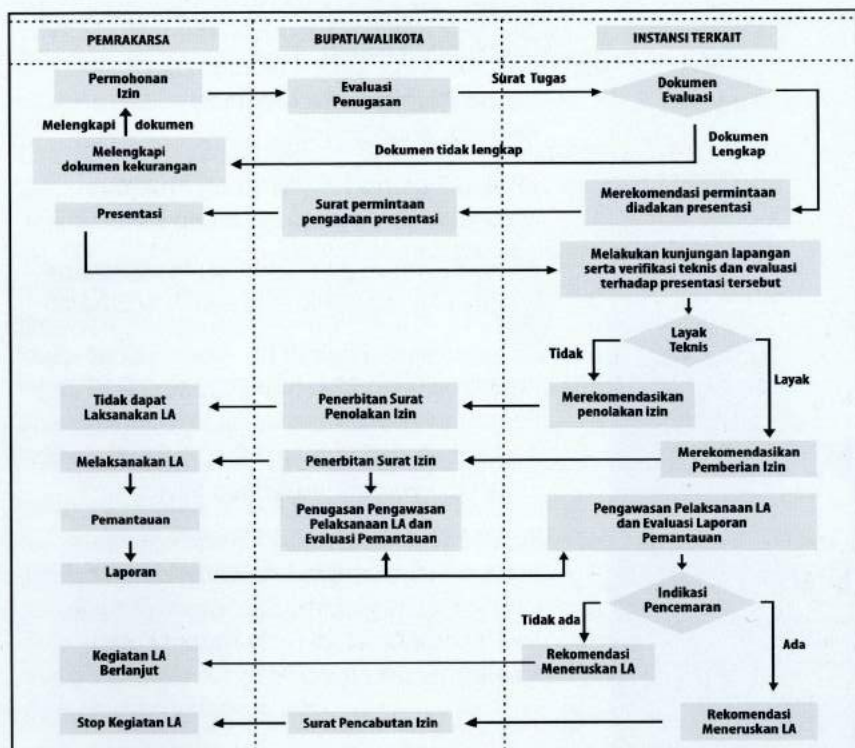 PEMRAKARSA
BUPATI/WALIKOTA
INSTANSI TERKAIT
Permohonan
Izin
Evaluasi
Penugasan
Surat Tugas
Dokumen
Evaluasi
Melengkapi dokumen
Melengkapi
dokumen kekurangan
Dokumen tidak lengkap
Dokumen
Lengkap
Presentasi
Surat permintaan
pengadaan presentasi
Merekomendasi permintaan
diadakan presentasi
Melakukan kunjungan lapangan
serta verifikasi teknis dan evaluasi
terhadap presentasi tersebut
Layak
Teknis
Tidak
Layak
Tidak dapat
Laksanakan LA
Penerbitan Surat
Penolakan Izin
Merekomendasikan
penolakan izin
Melaksanakan LA
Penerbitan Surat Izin
Merekomendasikan
Pemberian Izin
Pemantauan
Penugasan Pengawasan
Pelaksanaan LA dan
Evaluasi Pemantauan
Pengawasan Pelaksanaan LA
dan Evaluasi Laporan
Pemantauan
Laporan
Indikasi
Pencemaran
Tidak ada
Ada
Kegiatan LA
Berlanjut
Rekomendasi
Meneruskan LA
Stop Kegiatan LA
Surat Pencabutan Izin
Rekomendasi
Meneruskan LA